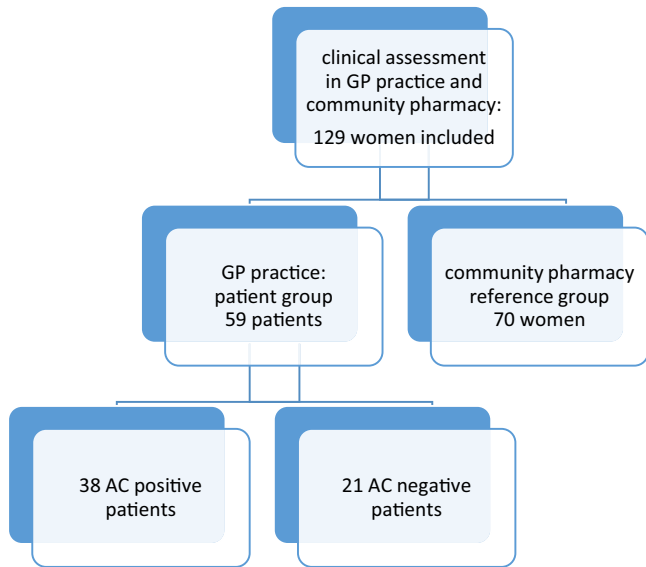 clinical assessment
in GP practice and
community pharmacy:
129 women included
GP practice:
patient group
59 patients
community pharmacy
reference group
70 women
38 AC positive
patients
21 AC negative
patients